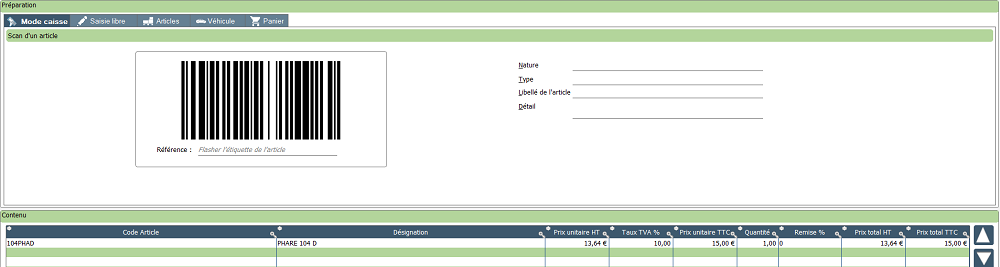 Préparation
Mode caisse Saisie libre Articles Véhicule Panier
Scan d'un article
Nature
Type
Libellé de l'article
Détail
Référence : Flasher l'étiquette de l'article
Contenu
Code Article Désignation Prix unitaire HT Taux TVA % Prix unitaire TTC Quantité Remise % Prix total HT Prix total TTC
104PHAD PHARE 104 D 13,64 € 10,00 15,00 € 1,00 0 13,64 € 15,00 €